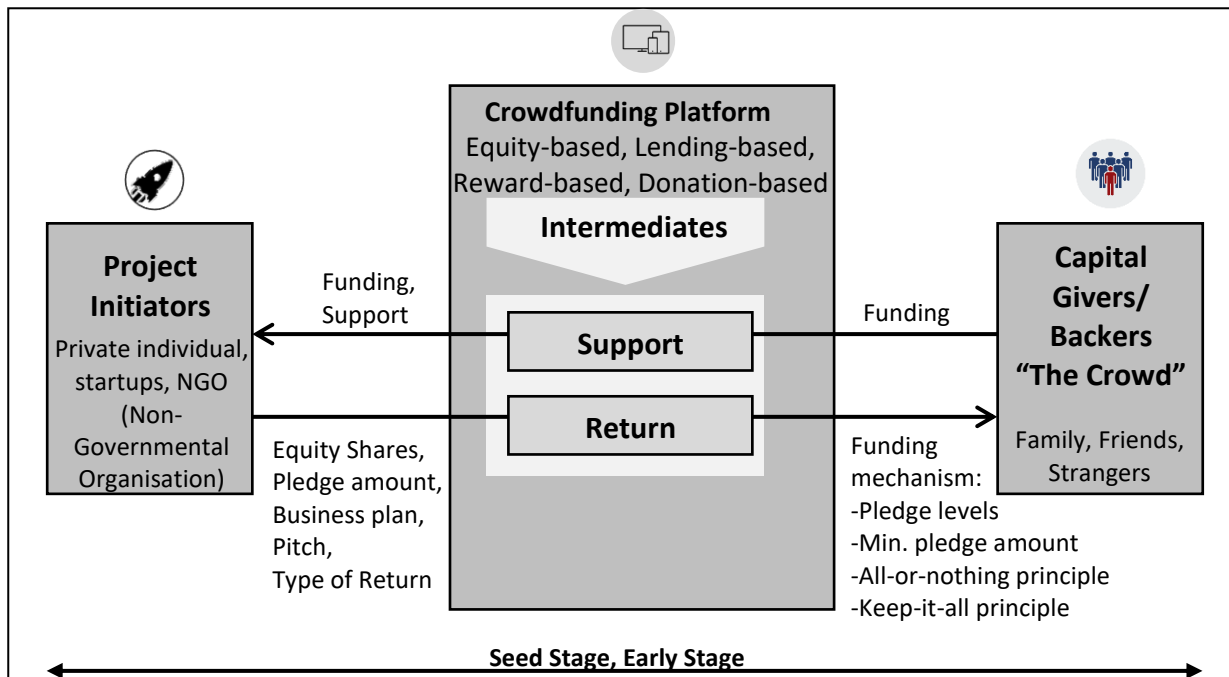 Crowdfunding Platform
Equity-based, Lending-based,
Reward-based, Donation-based
Intermediates
Project
Initiators
Private individual,
startups, NGO
(Non-
Governmental
Organisation)
Funding,
Support
Support
Return
Equity Shares,
Pledge amount,
Business plan,
Pitch,
Type of Return
Funding
Funding
mechanism:
-Pledge levels
-Min. pledge amount
-All-or-nothing principle
-Keep-it-all principle
Capital
Givers/
Backers
“The Crowd”
Family, Friends,
Strangers
Seed Stage, Early Stage